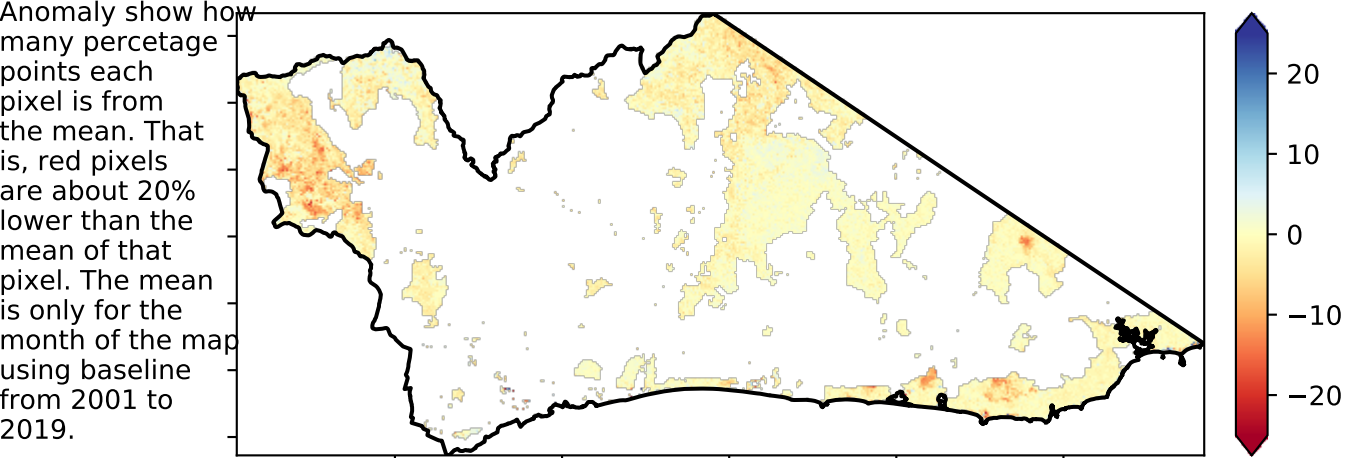 Anomaly show how
many percetage
points each
pixel is from
the mean. That
is, red pixels
are about 20%
lower than the
mean of that
pixel. The mean
is only for the
month of the map
using baseline
from 2001 to
2019.
20
10
0
−10
−20